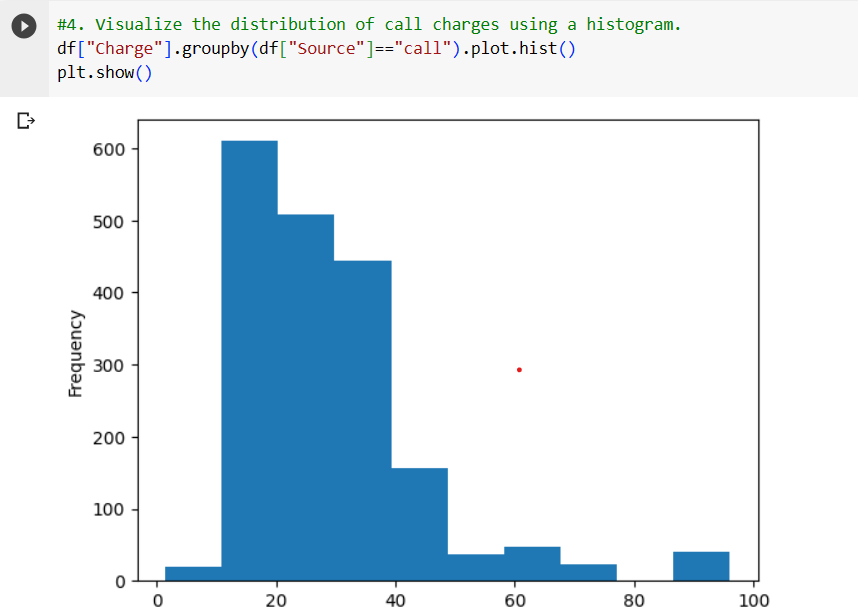 #4. Visualize the distribution of call charges using a histogram.
df["Charge"].groupby(df["Source"]=="call").plot.hist()
plt.show()
600
500
400
300
200
100
0
Frequency
0 20 40 60 80 100